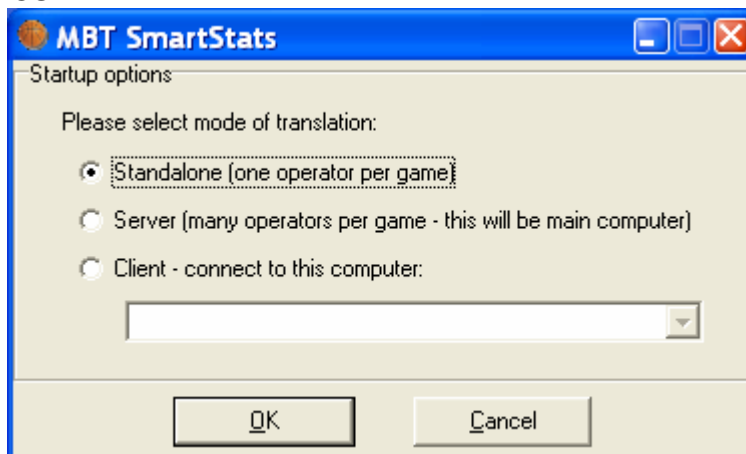 MBT SmartStats
Startup options
Please select mode of translation:
Standalone (one operator per game)
Server (many operators per game - this will be main computer)
Client - connect to this computer:
OK Cancel